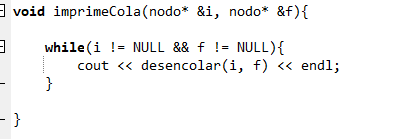 void imprimeCola(nodo* &i, nodo* &f){
while(i != NULL && f != NULL){
cout << desencolar(i, f) << endl;
}
}